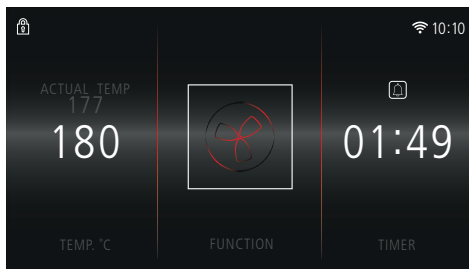 10:10
ACTUAL TEMP
177
180
01:49
TEMP. °C
FUNCTION
TIMER